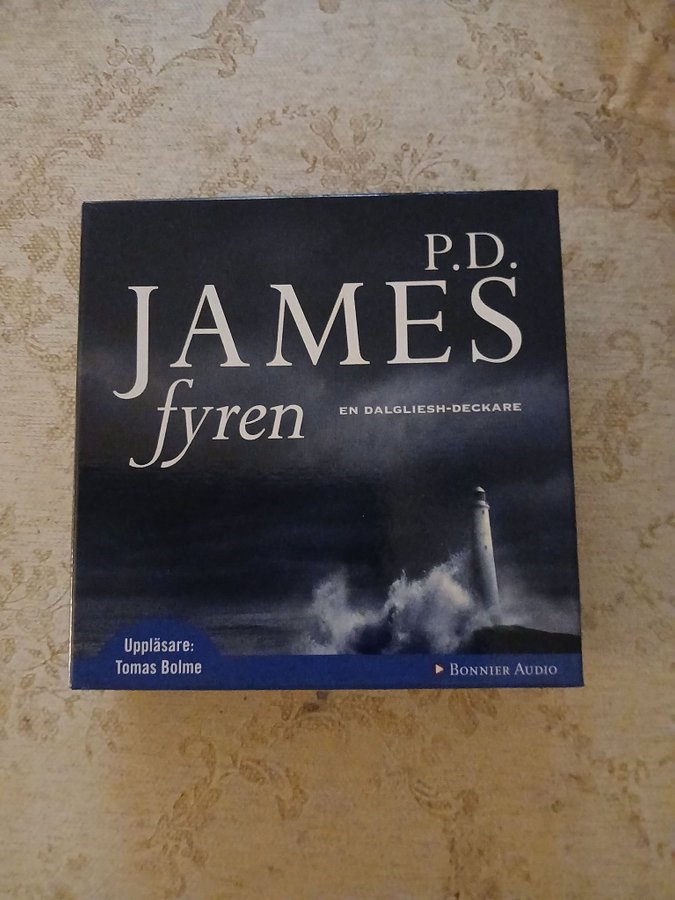 P.D.
JAMES
fyren
EN DALGLIESH-DECKARE
Uppläsare:
Tomas Bolme
BONNIER AUDIO